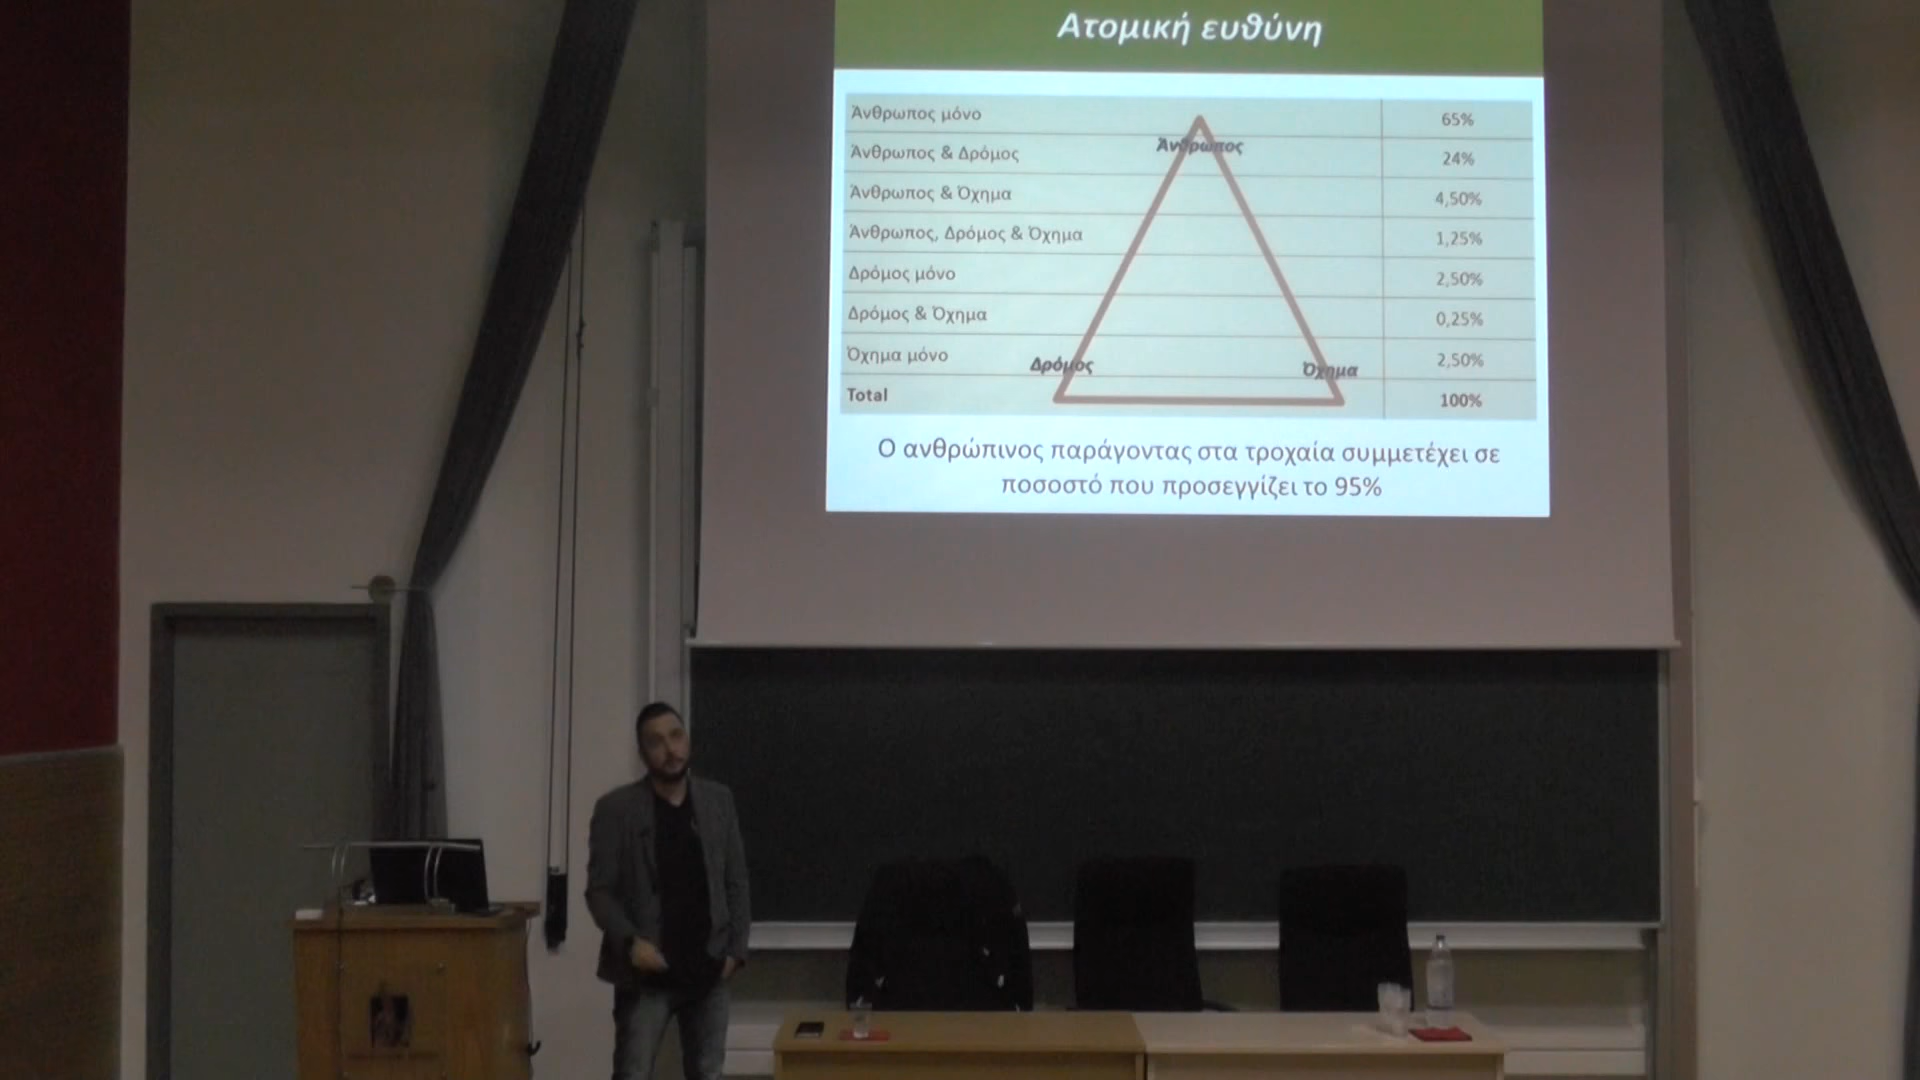 Ατομική ευθύνη
Άνθρωπος μόνο 65%
Άνθρωπος
Άνθρωπος & Δρόμος 24%
Άνθρωπος & Όχημα 4,50%
Άνθρωπος, Δρόμος & Όχημα 1,25%
Δρόμος μόνο 2,50%
Δρόμος & Όχημα 0,25%
Όχημα μόνο 2,50%
Δρόμος Όχημα
Total 100%
Ο ανθρώπινος παράγοντας στα τροχαία συμμετέχει σε
ποσοστό που προσεγγίζει το 95%